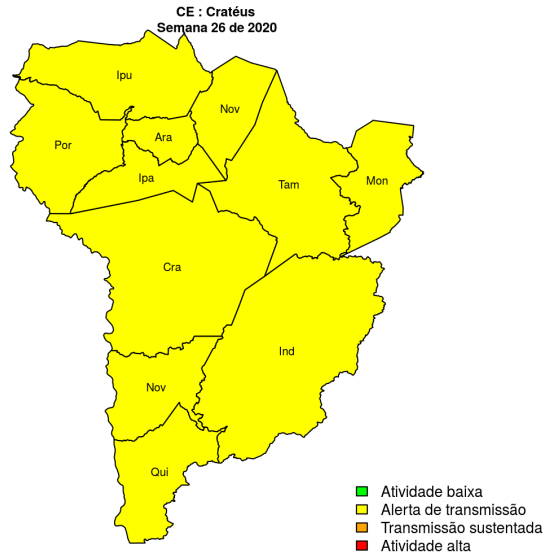 CE : Cratéus
Semana 26 de 2020
Ipu
Nov
Por
Ara
Ipa
Tam
Mon
Cra
Ind
Nov
Qui
Atividade baixa
Alerta de transmissão
Transmissão sustentada
Atividade alta